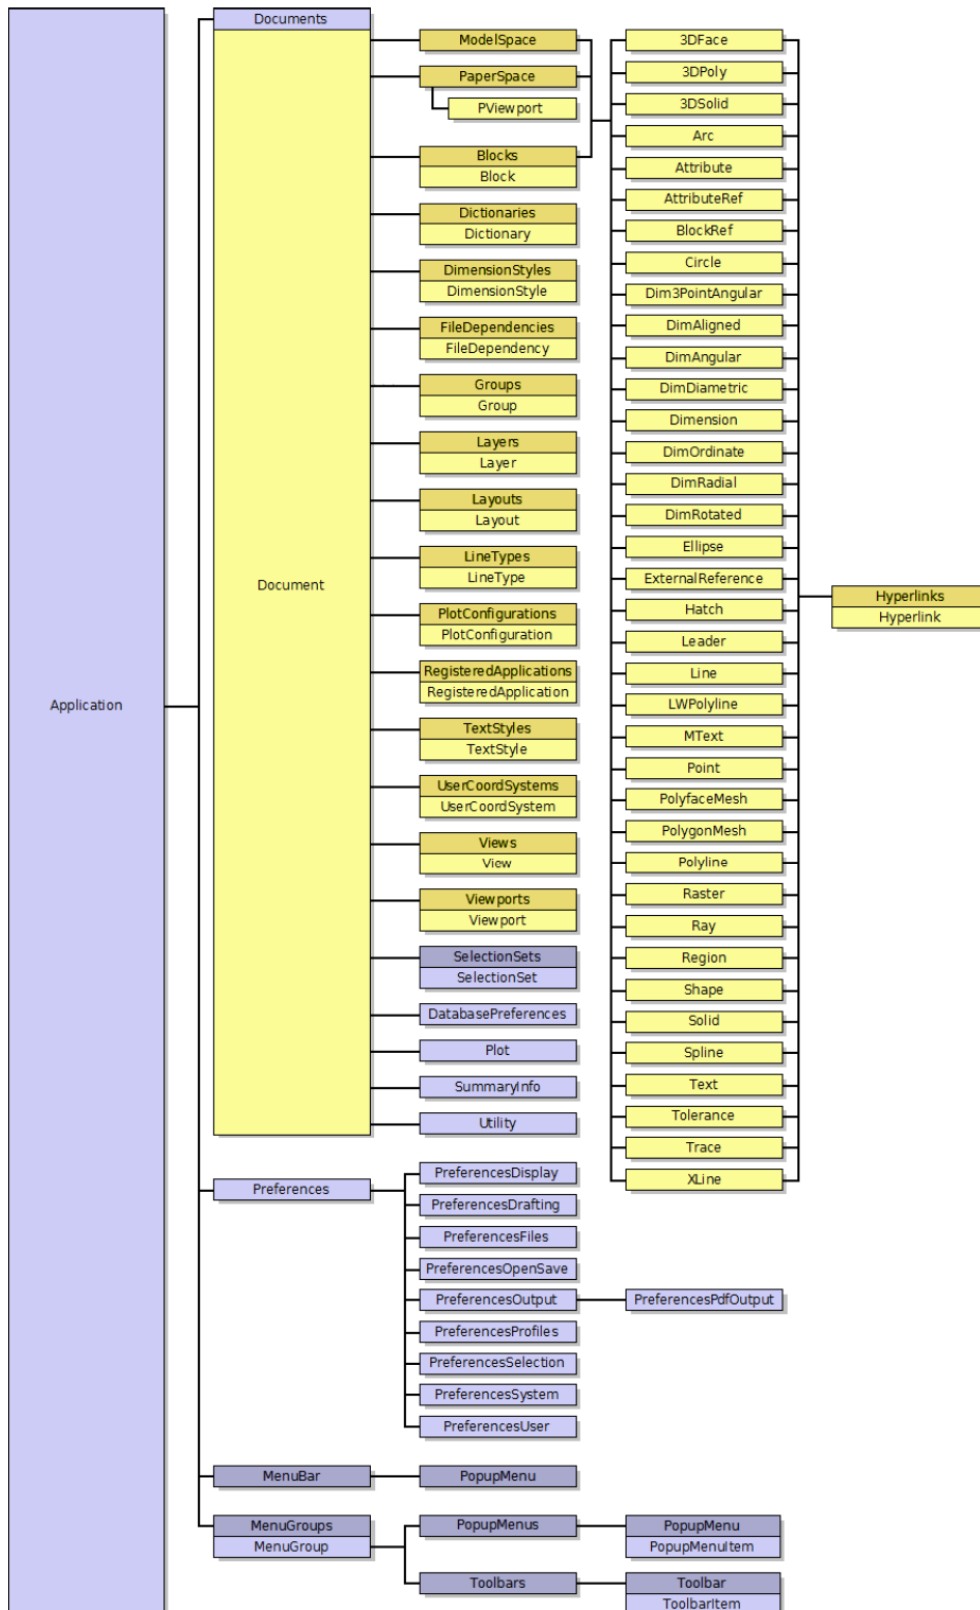 Application
Documents
Document
ModelSpace
PaperSpace
PViewport
Blocks
Block
Dictionaries
Dictionary
DimensionStyles
DimensionStyle
FileDependencies
FileDependency
Groups
Group
Layers
Layer
Layouts
Layout
LineTypes
LineType
PlotConfigurations
PlotConfiguration
RegisteredApplications
RegisteredApplication
TextStyles
TextStyle
UserCoordSystems
UserCoordSystem
Views
View
Viewports
Viewport
SelectionSets
SelectionSet
DatabasePreferences
Plot
SummaryInfo
Utility
3DFace
3DPoly
3DSolid
Arc
Attribute
AttributeRef
BlockRef
Circle
Dim3PointAngular
DimAligned
DimAngular
DimDiametric
Dimension
DimOrdinate
DimRadial
DimRotated
Ellipse
ExternalReference
Hatch
Leader
Line
LWPolyline
MText
Point
PolyfaceMesh
PolygonMesh
Polyline
Raster
Ray
Region
Shape
Solid
Spline
Text
Tolerance
Trace
XLine
Hyperlinks
Hyperlink
Preferences
PreferencesDisplay
PreferencesDrafting
PreferencesFiles
PreferencesOpenSave
PreferencesOutput
PreferencesPdfOutput
PreferencesProfiles
PreferencesSelection
PreferencesSystem
PreferencesUser
MenuBar
PopupMenu
MenuGroups
MenuGroup
PopupMenus
PopupMenu
PopupMenuItem
Toolbars
Toolbar
ToolbarItem